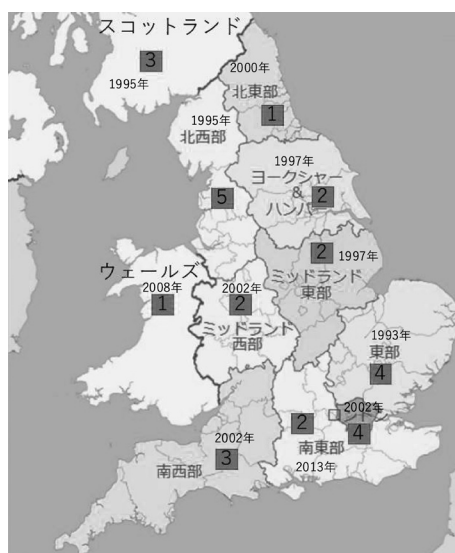 スコットランド
3
1995年
2000年
北東部
1
1995年
北西部
5
1997年
ヨークシャー
&
ハンバー
2
2
1997年
ミッドランド
東部
ウェールズ
2008年
1
2002年
2
ミッドランド
西部
1993年
東部
4
ロンドン
2002年
4
2
南東部
2013年
2002年
南西部
3